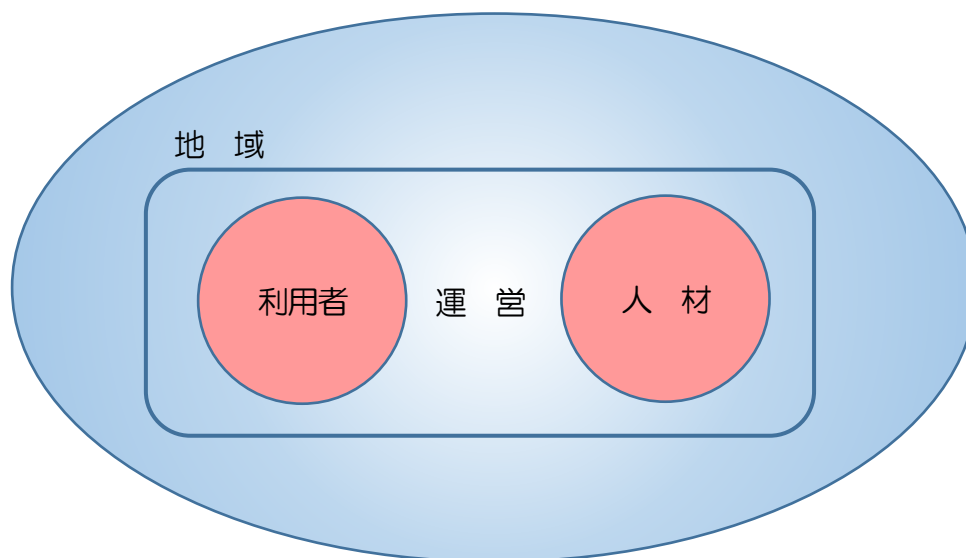 地　域
利用者
運　営
人　材